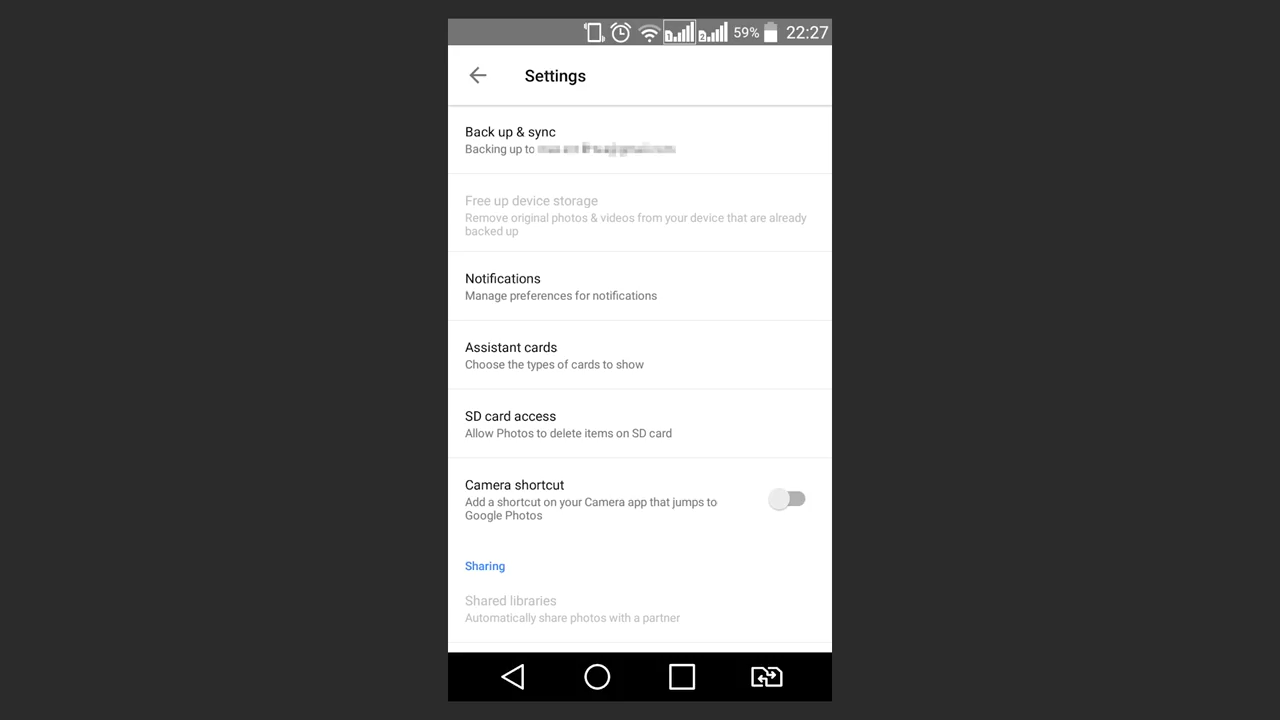 59% 22:27
Settings
Back up & sync
Backing up to
Free up device storage
Remove original photos & videos from your device that are already
backed up
Notifications
Manage preferences for notifications
Assistant cards
Choose the types of cards to show
SD card access
Allow Photos to delete items on SD card
Camera shortcut
Add a shortcut on your Camera app that jumps to
Google Photos
Sharing
Shared libraries
Automatically share photos with a partner